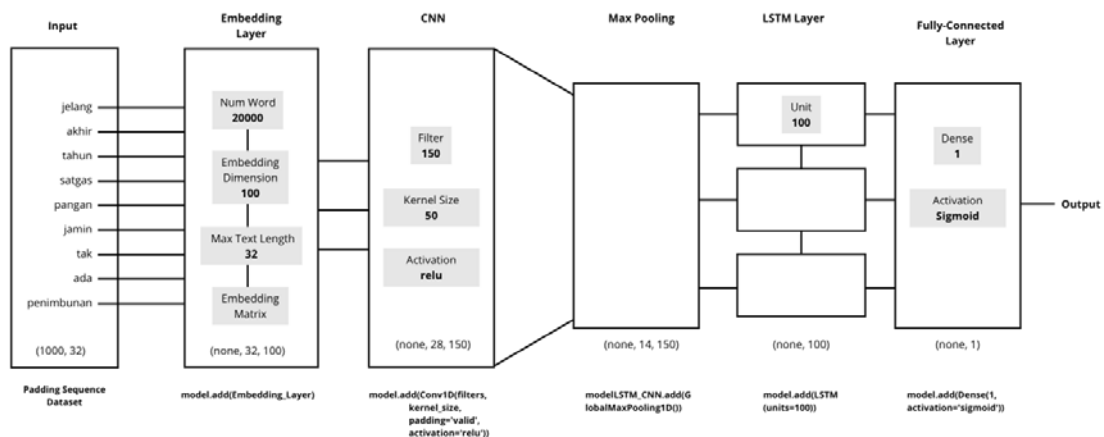 Input
Embedding
Layer
CNN
Max Pooling
LSTM Layer
Fully-Connected
Layer
jelang
akhir
tahun
satgas
pangan
jamin
tak
ada
penimbunan
(1000, 32)
Padding Sequence
Dataset
Num Word
20000
Embedding
Dimension
100
Max Text Length
32
Embedding
Matrix
(none, 32, 100)
model.add(Embedding_Layer)
Filter
150
Kernel Size
50
Activation
relu
(none, 28, 150)
model.add(Conv1D(filters,
kernel_size,
padding='valid',
activation='relu'))
(none, 14, 150)
modelLSTM_CNN.add(G
lobalMaxPooling1D())
Unit
100
(none, 100)
model.add(LSTM
(units=100))
Dense
1
Activation
Sigmoid
(none, 1)
model.add(Dense(1,
activation='sigmoid'))
Output